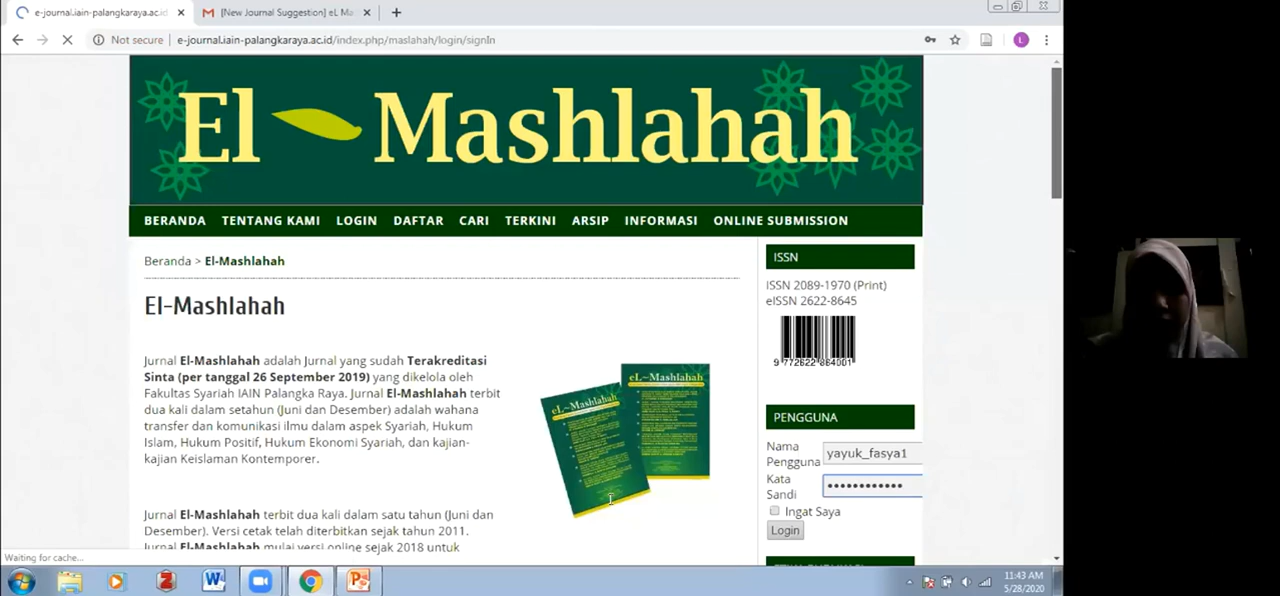 e-journal.iain-palangkaraya.ac.id
[New Journal Suggestion] eL Ma
Not secure | e-journal.iain-palangkaraya.ac.id/index.php/maslahah/login/signIn
El Mashlahah
BERANDA TENTANG KAMI LOGIN DAFTAR CARI TERKINI ARSIP INFORMASI ONLINE SUBMISSION
Beranda > El-Mashlahah
El-Mashlahah
Jurnal El-Mashlahah adalah Jurnal yang sudah Terakreditasi
Sinta (per tanggal 26 September 2019) yang dikelola oleh
Fakultas Syariah IAIN Palangka Raya. Jurnal El-Mashlahah terbit
dua kali dalam setahun (Juni dan Desember) adalah wahana
transfer dan komunikasi ilmu dalam aspek Syariah, Hukum
Islam, Hukum Positif, Hukum Ekonomi Syariah, dan kajian-
kajian Keislaman Kontemporer.
Jurnal El-Mashlahah terbit dua kali dalam satu tahun (Juni dan
Desember). Versi cetak telah diterbitkan sejak tahun 2011.
Jurnal El-Mashlahah mulai versi online sejak 2018 untuk
eL~Mashlahah
eL~Mashlahah
ISSN
ISSN 2089-1970 (Print)
eISSN 2622-8645
9 772622 864001
PENGGUNA
Nama
Pengguna
yayuk_fasya1
Kata
Sandi
••••••••••••
Ingat Saya
Login
Waiting for cache...
11:43 AM
5/28/2020